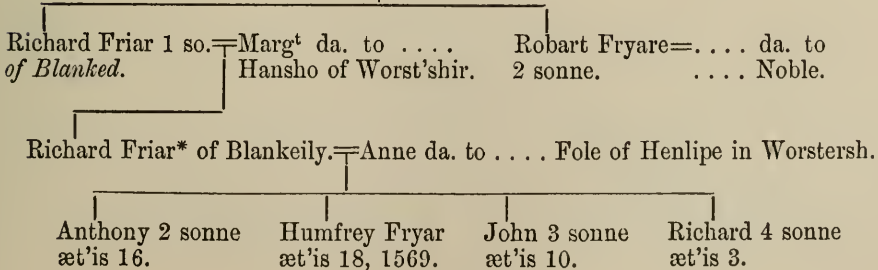 Richard Friar 1 so.=Margᵗ da. to . . . . Robart Fryare=. . . . da. to
of Blanked. Hansho of Worst'shir. 2 sonne. . . . . Noble.
Richard Friar* of Blankeily.=Anne da. to . . . . Fole of Henlipe in Worstersh.
Anthony 2 sonne Humfrey Fryar John 3 sonne Richard 4 sonne
æt'is 16. æt'is 18, 1569. æt'is 10. æt'is 3.